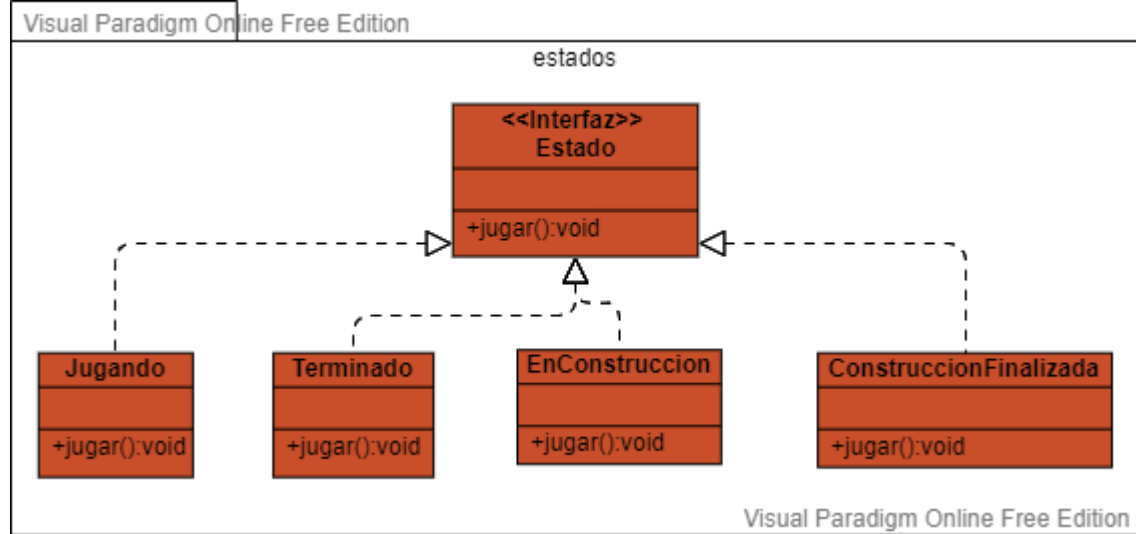 Visual Paradigm Online Free Edition
estados
<<Interfaz>>
Estado
+jugar():void
Jugando
+jugar():void
Terminado
+jugar():void
EnConstruccion
+jugar():void
ConstruccionFinalizada
+jugar():void
Visual Paradigm Online Free Edition